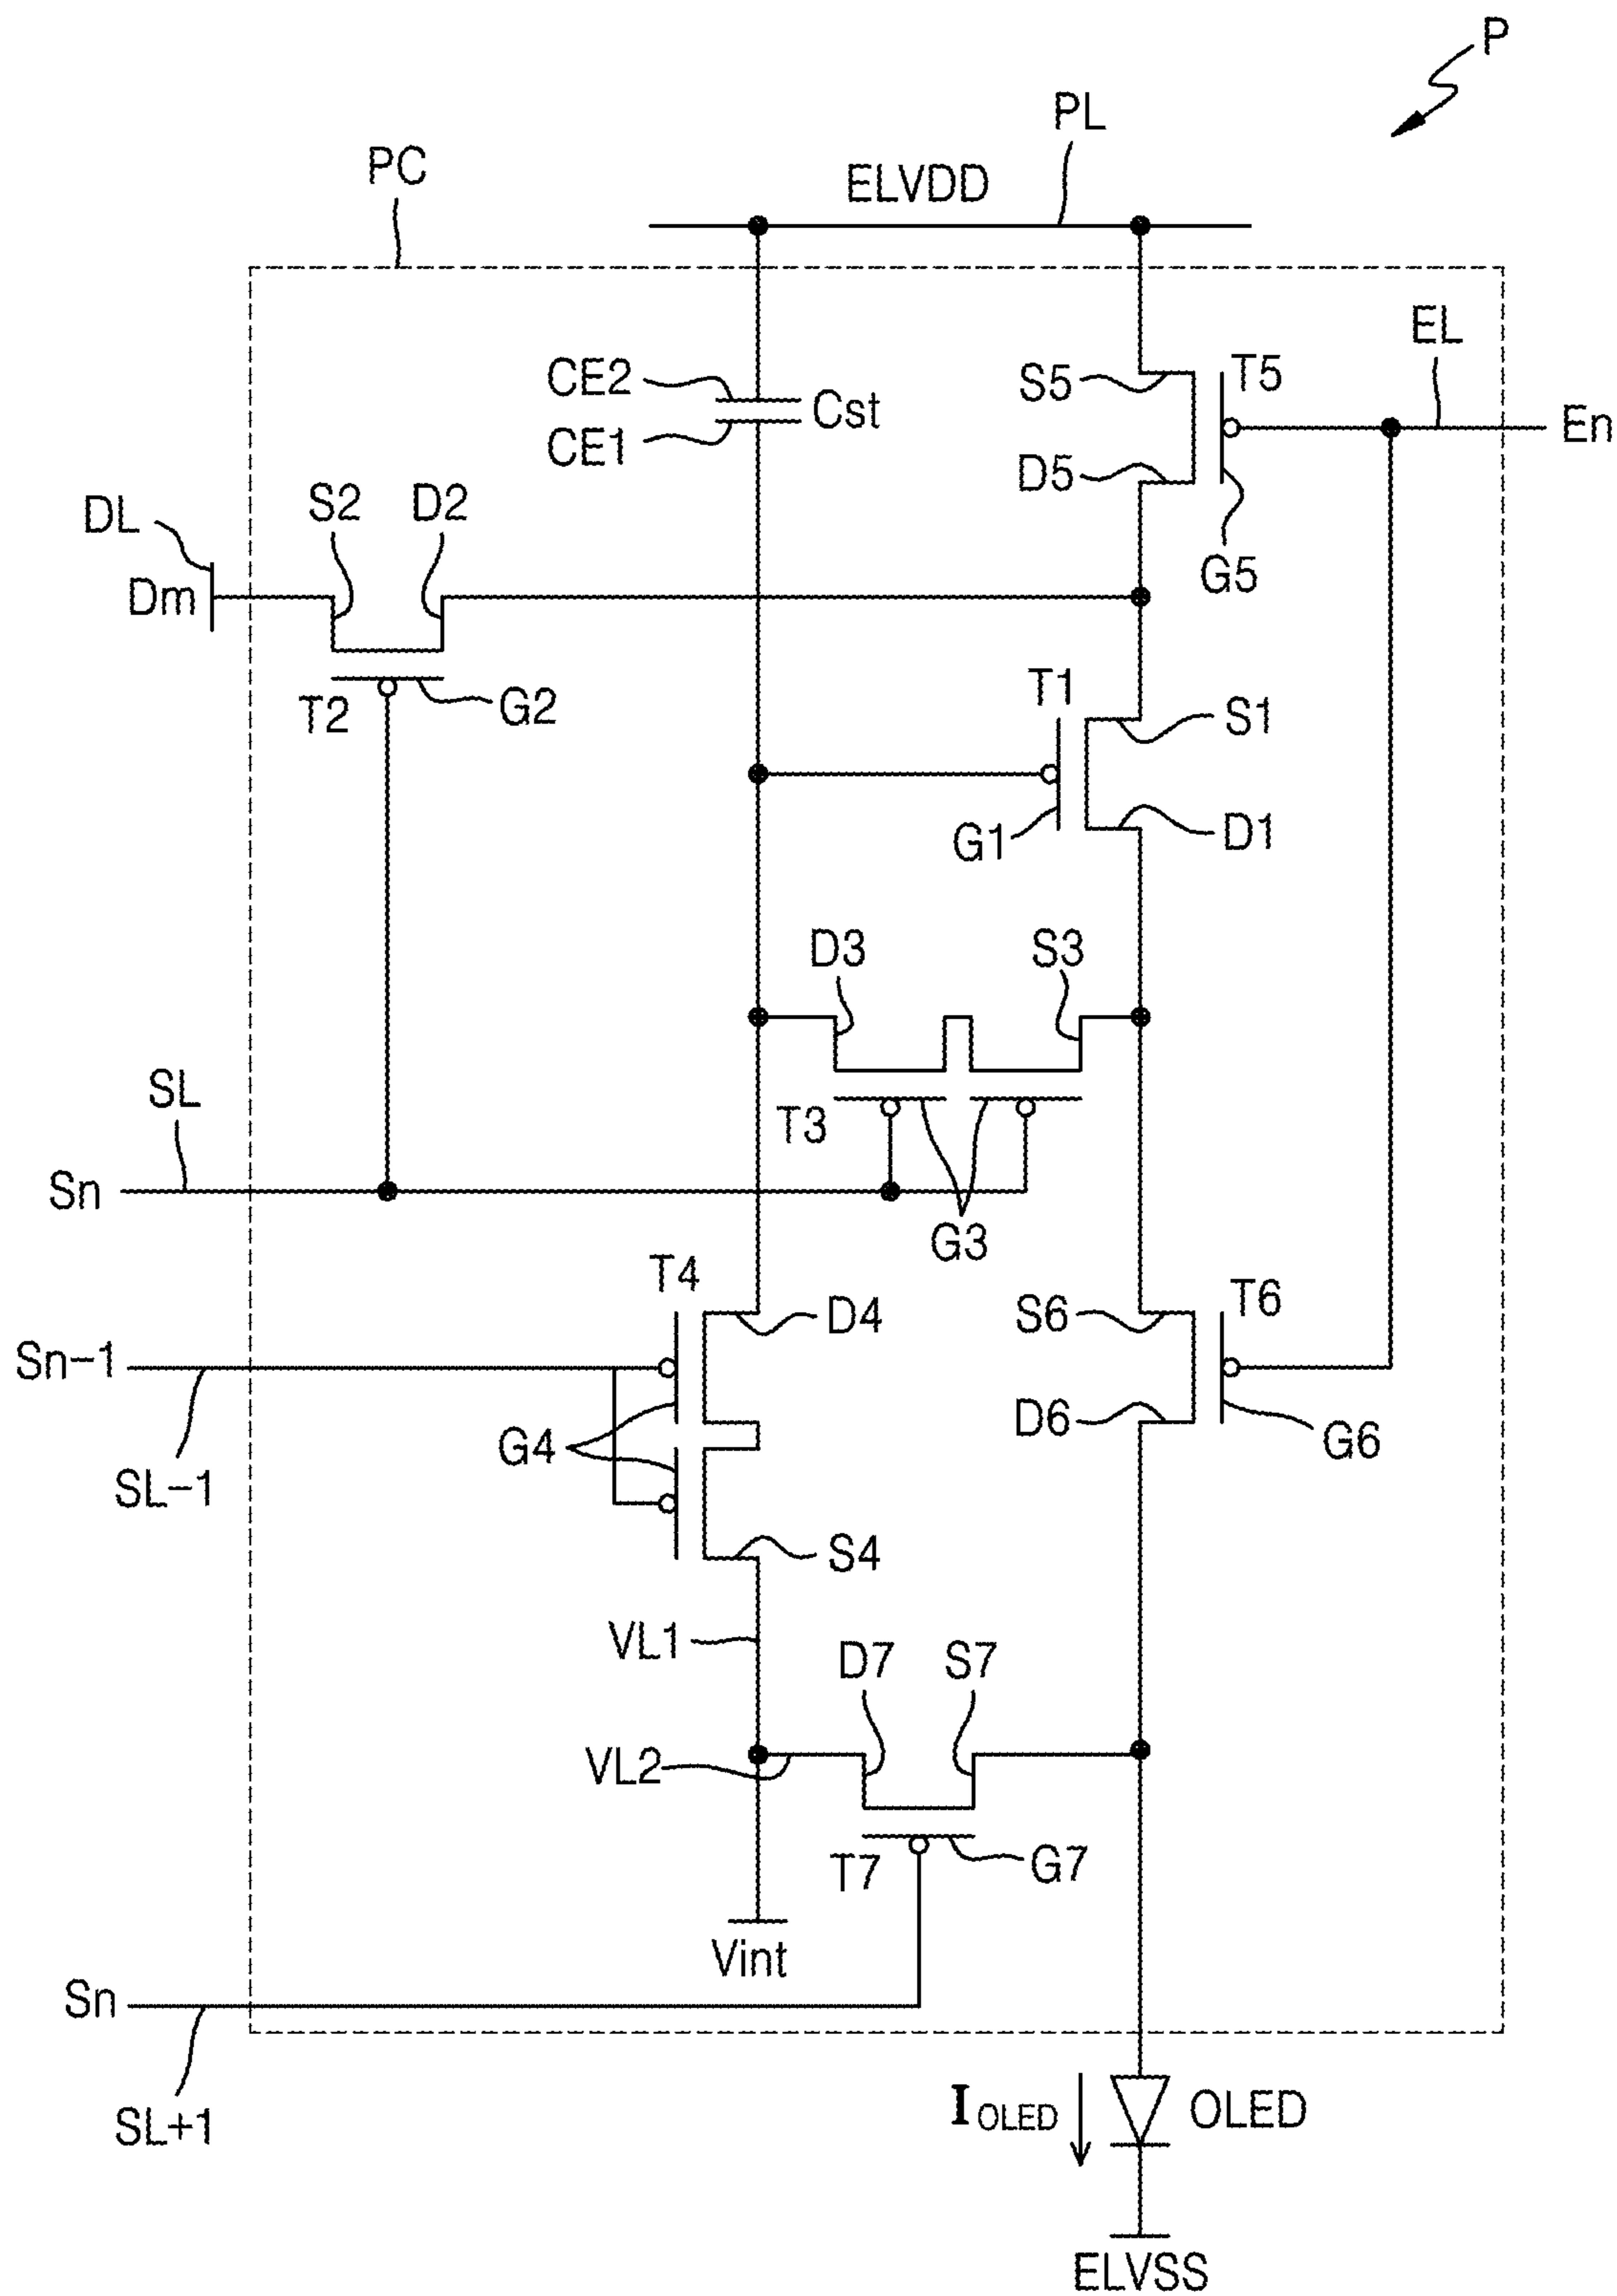 P
PL
PC
ELVDD
EL
CE2
Cst
CE1
S5
T5
En
D5
G5
DL
S2
D2
Dm
T2
G2
T1
S1
G1
D1
D3
S3
SL
T3
Sn
G3
T4
D4
S6
T6
Sn-1
G4
D6
G6
SL-1
S4
VL1
D7
S7
VL2
T7
G7
Vint
Sn
SL+1
IOLED
OLED
ELVSS